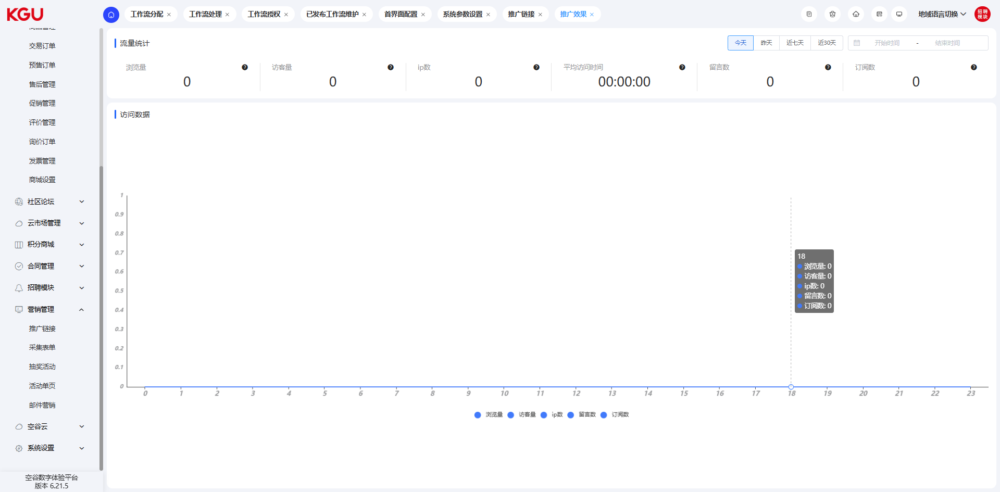 KGU
工作流分配 × 工作流处理 × 工作流授权 × 已发布工作流维护 × 首界面配置 × 系统参数设置 × 推广链接 × 推广效果 ×
地域语言切换
招聘
模块
商品管理
交易订单
预售订单
售后管理
促销管理
评价管理
询价订单
发票管理
商城设置
社区论坛
云市场管理
积分商城
合同管理
招聘模块
营销管理
推广链接
采集表单
抽奖活动
活动单页
邮件营销
空谷云
系统设置
空谷数字体验平台
版本 6.21.5
流量统计
今天 昨天 近七天 近30天 开始时间 - 结束时间
浏览量 访客量 ip数 平均访问时间 留言数 订阅数
0 0 0 00:00:00 0 0
访问数据
1
0.9
0.8
0.7
0.6
0.5
0.4
0.3
0.2
0.1
0
0 1 2 3 4 5 6 7 8 9 10 11 12 13 14 15 16 17 18 19 20 21 22 23
18
浏览量: 0
访客量: 0
ip数: 0
留言数: 0
订阅数: 0
浏览量 访客量 ip数 留言数 订阅数